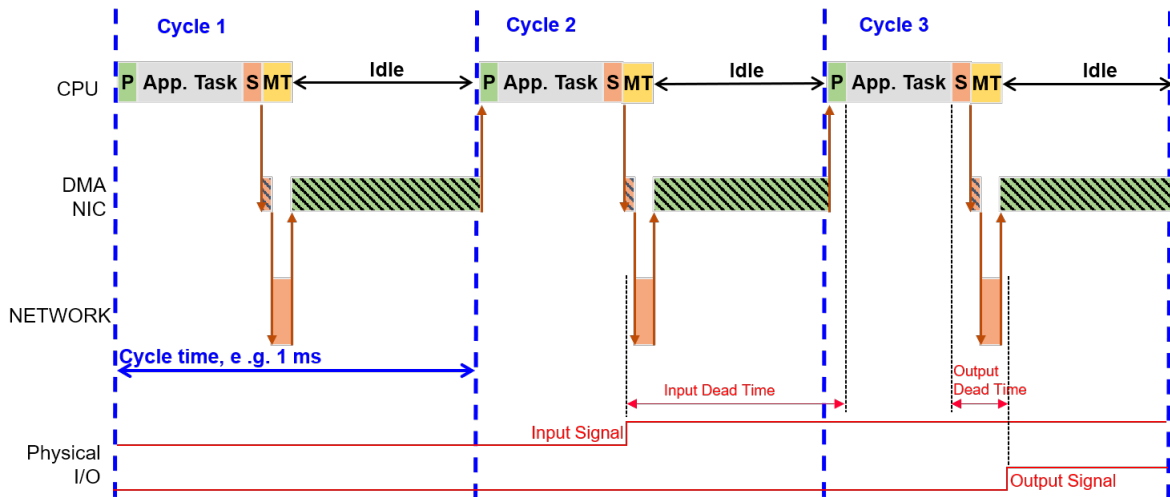 Cycle 1
Cycle 2
Cycle 3
CPU
P App. Task S MT
Idle
P App. Task S MT
Idle
P App. Task S MT
Idle
DMA
NIC
NETWORK
Cycle time, e .g. 1 ms
Input Dead Time
Output
Dead Time
Input Signal
Physical
I/O
Output Signal